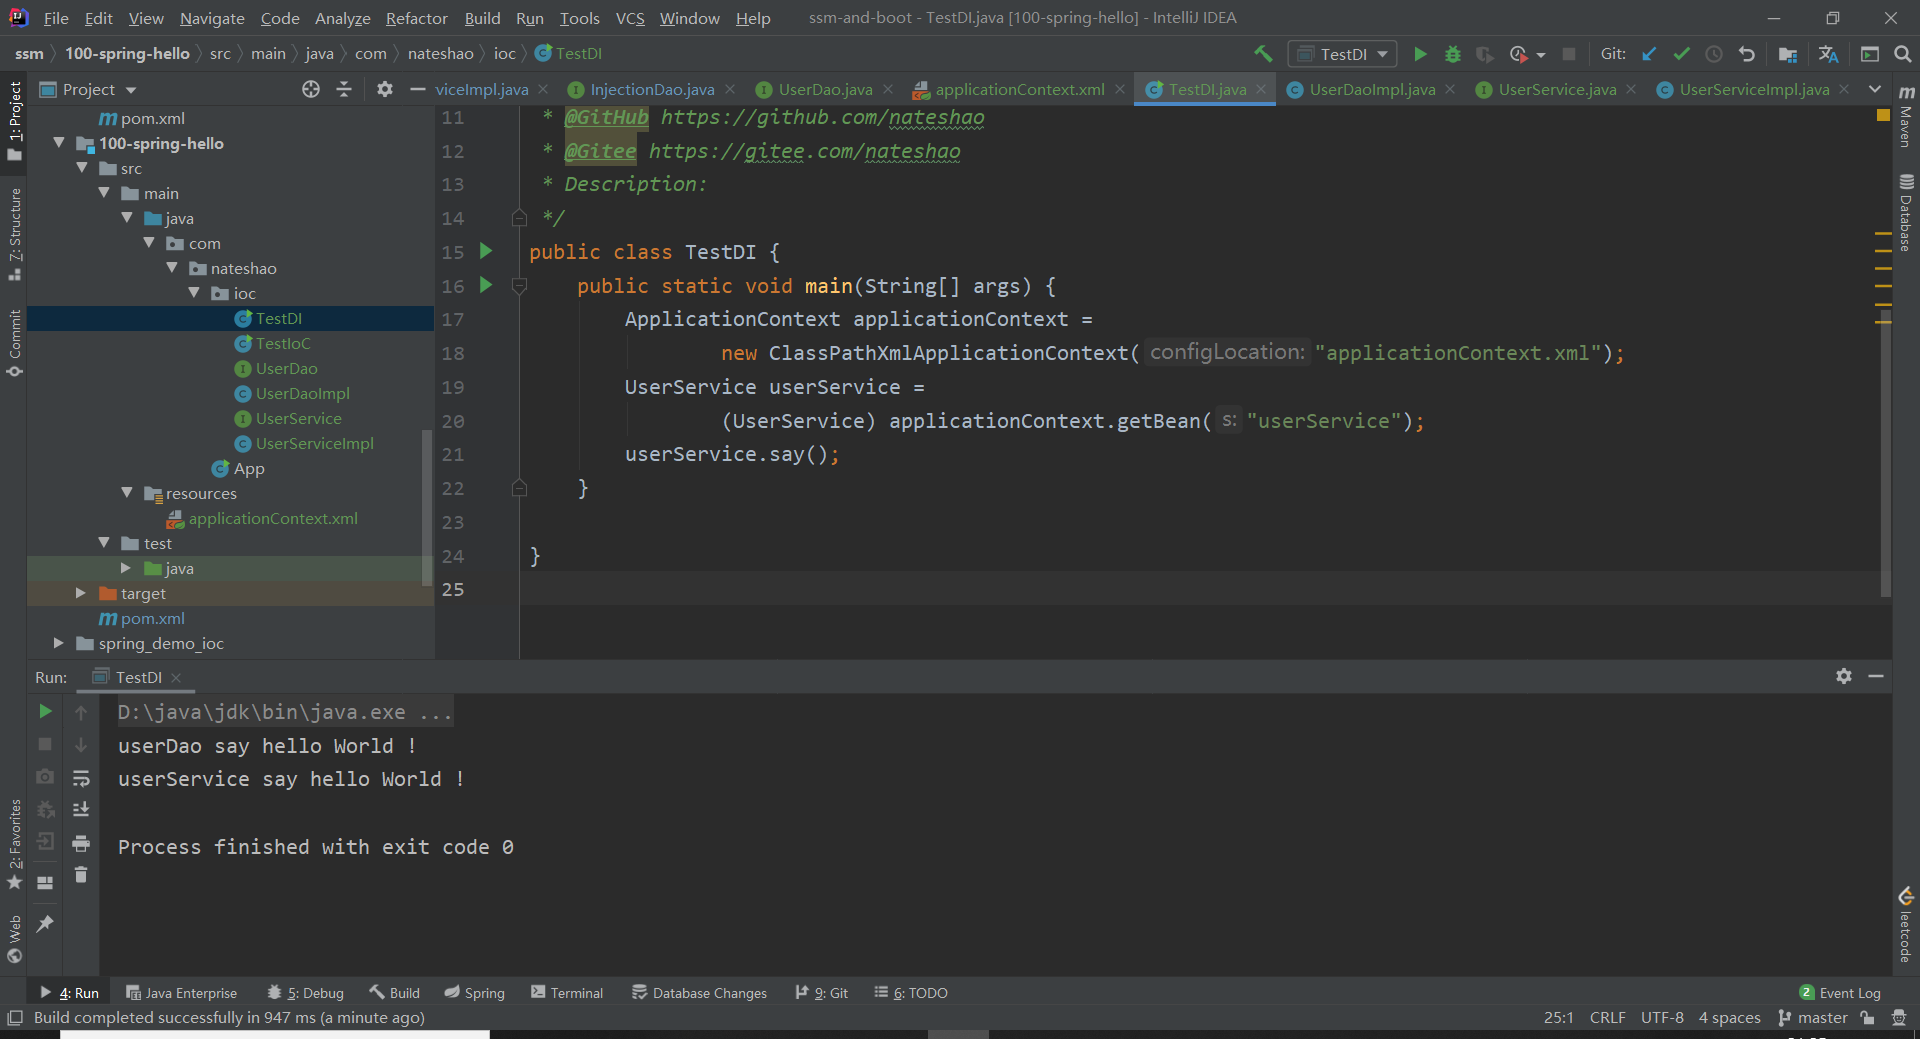 File Edit View Navigate Code Analyze Refactor Build Run Tools VCS Window Help ssm-and-boot - TestDI.java [100-spring-hello] - IntelliJ IDEA
ssm 100-spring-hello src main java com nateshao ioc TestDI TestDI Git:
Project viceImpl.java InjectionDao.java UserDao.java applicationContext.xml TestDI.java UserDaoImpl.java UserService.java UserServiceImpl.java
1: Project
7: Structure
Commit
2: Favorites
Web
pom.xml
100-spring-hello
src
main
java
com
nateshao
ioc
TestDI
TestIoC
UserDao
UserDaoImpl
UserService
UserServiceImpl
App
resources
applicationContext.xml
test
java
target
pom.xml
spring_demo_ioc
11 * @GitHub https://github.com/nateshao
12 * @Gitee https://gitee.com/nateshao
13 * Description:
14 */
15 public class TestDI {
16 public static void main(String[] args) {
17 ApplicationContext applicationContext =
18 new ClassPathXmlApplicationContext( configLocation: "applicationContext.xml");
19 UserService userService =
20 (UserService) applicationContext.getBean( s: "userService");
21 userService.say();
22 }
23
24 }
25
Maven
Database
leetcode
Run: TestDI
D:\java\jdk\bin\java.exe ...
userDao say hello World !
userService say hello World !
Process finished with exit code 0
4: Run Java Enterprise 5: Debug Build Spring Terminal Database Changes 9: Git 6: TODO 2 Event Log
Build completed successfully in 947 ms (a minute ago) 25:1 CRLF UTF-8 4 spaces master